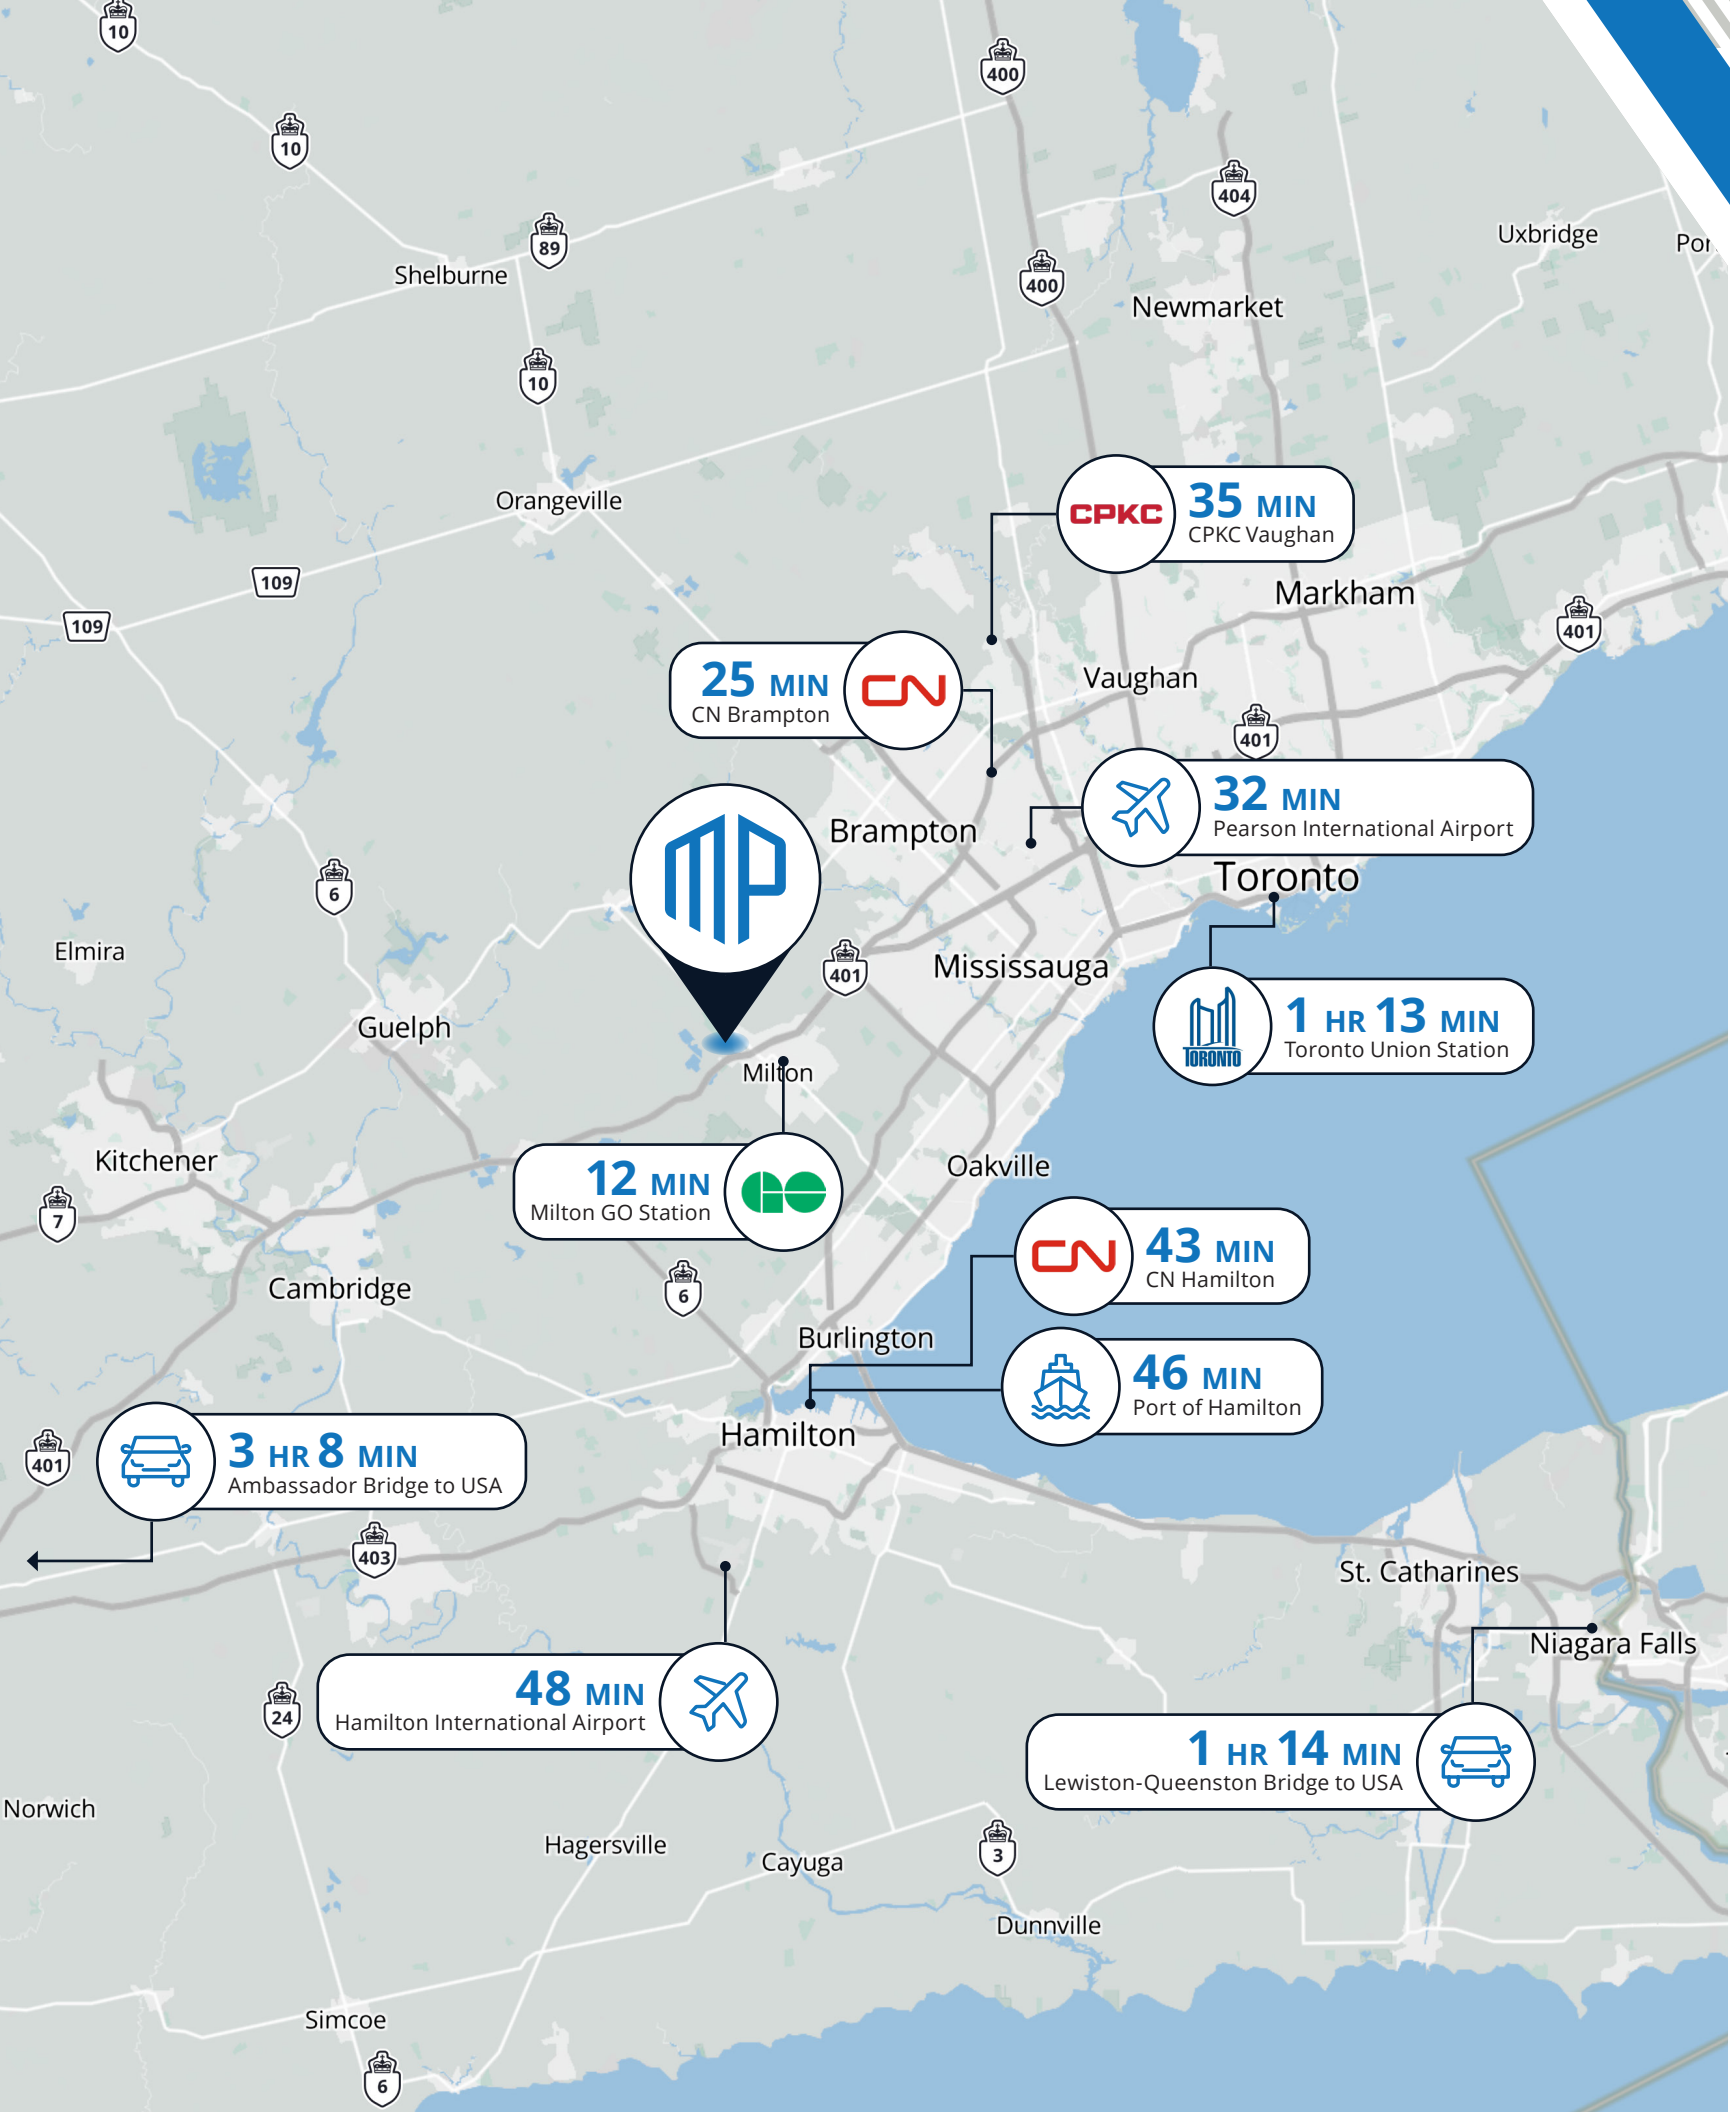 10
400
10
404
89
Uxbridge
Por
Shelburne
400
Newmarket
10
Orangeville
CPKC
35 MIN
CPKC Vaughan
109
Markham
109
401
25 MIN
CN Brampton
CN
Vaughan
401
32 MIN
Pearson International Airport
MP
Brampton
Toronto
6
Elmira
401
Mississauga
1 HR 13 MIN
Toronto Union Station
TORONTO
Guelph
Milton
Kitchener
12 MIN
Milton GO Station
GO
Oakville
7
CN
43 MIN
CN Hamilton
Cambridge
6
Burlington
46 MIN
Port of Hamilton
Hamilton
401
3 HR 8 MIN
Ambassador Bridge to USA
403
St. Catharines
Niagara Falls
48 MIN
Hamilton International Airport
24
1 HR 14 MIN
Lewiston-Queenston Bridge to USA
Norwich
Hagersville
Cayuga
3
Dunnville
Simcoe
6